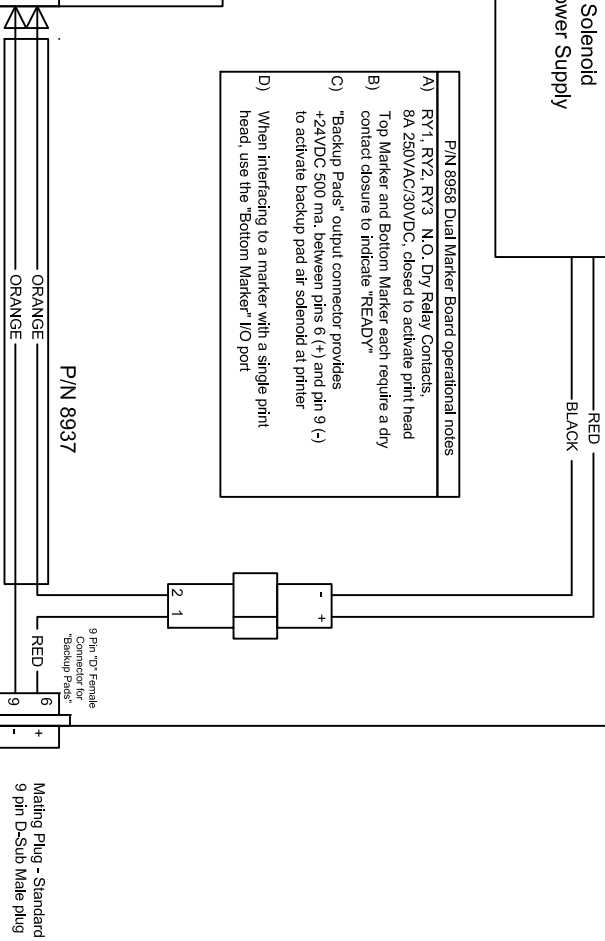 Solenoid
ower Supply
RED
BLACK
P/N 8958 Dual Marker Board operational notes
A) RY1, RY2, RY3 N.O. Dry Relay Contacts,
8A 250VAC/30VDC, closed to activate print head
B) Top Marker and Bottom Marker each require a dry
contact closure to indicate "READY"
C) "Backup Pads" output connector provides
+24VDC 500 ma. between pins 6 (+) and pin 9 (-)
to activate backup pad air solenoid at printer
D) When interfacing to a marker with a single print
head, use the "Bottom Marker" I/O port
- +
2 1
P/N 8937
ORANGE
ORANGE
RED
9 Pin "D" Female
Connector for
"Backup Pads"
6 +
9 -
Mating Plug - Standard
9 pin D-Sub Male plug